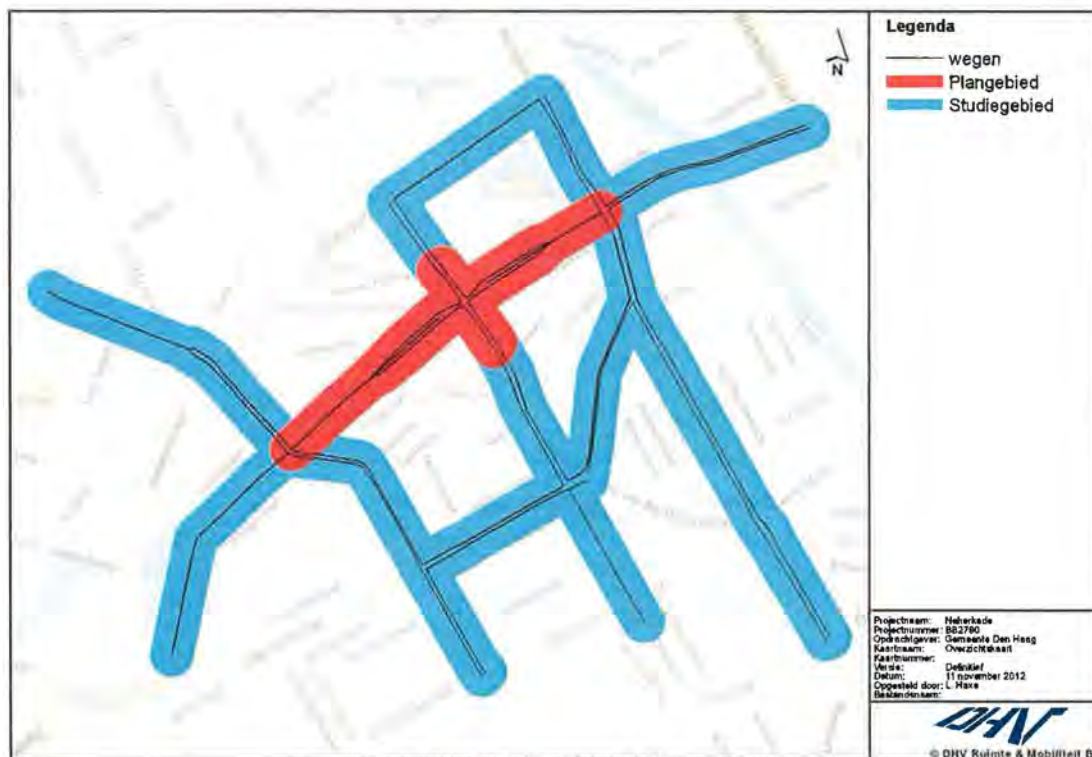 N
Legenda
wegen
Plangebied
Studiegebied
Projectnaam: Neherkade
Projectnummer: BB2780
Opdrachtgever: Gemeente Den Haag
Kaartnaam: Overzichtskaart
Kaartnummer:
Versie: Definitief
Datum: 11 november 2012
Opgesteld door: L. Haxe
Bestandsnaam:
DHV
© DHV Ruimte & Mobiliteit B